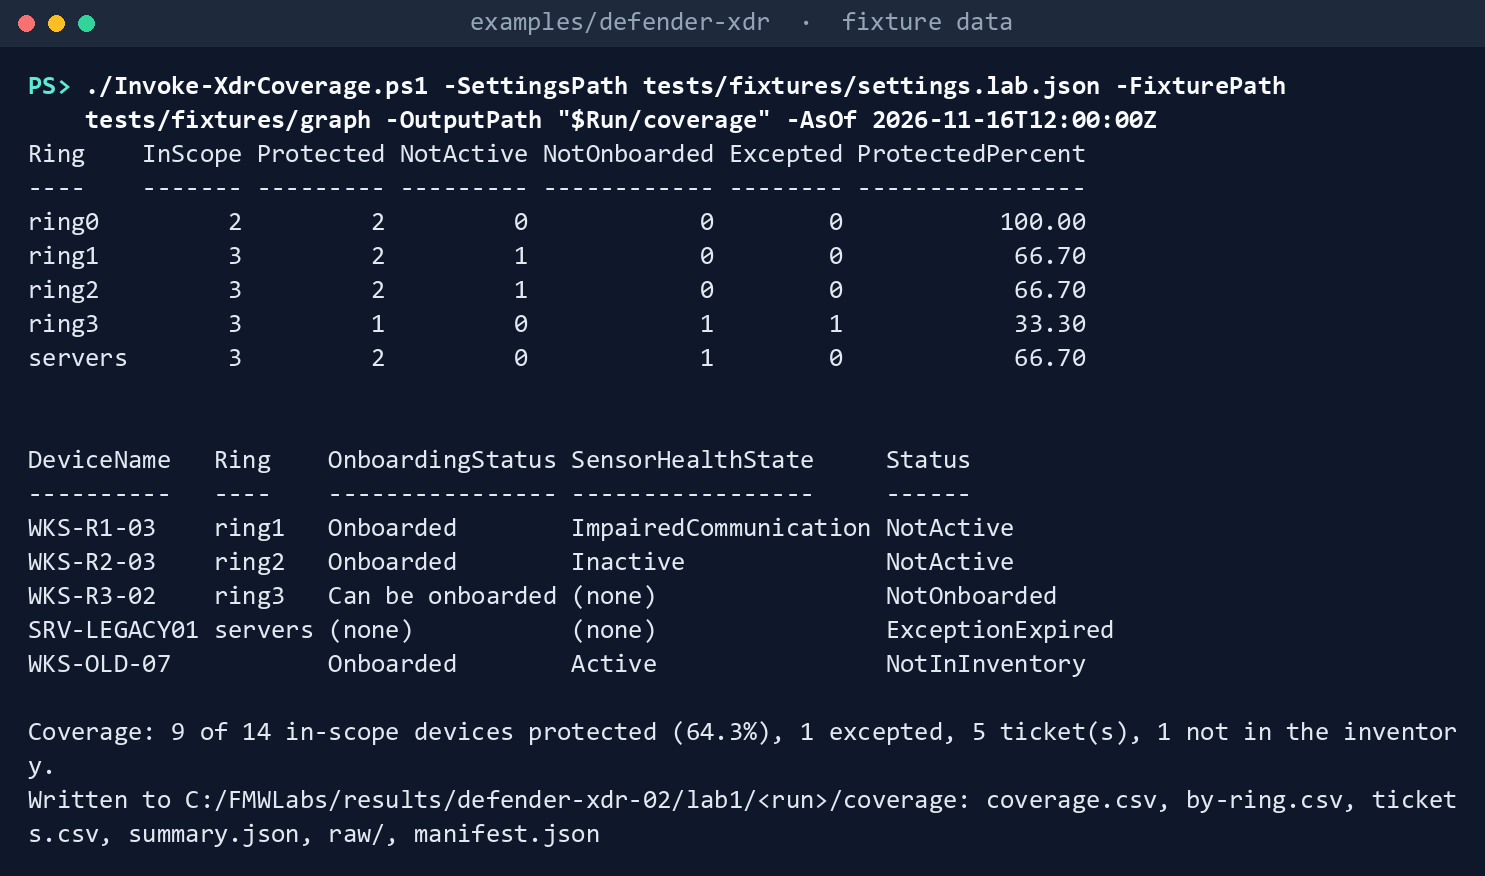 examples/defender-xdr · fixture data
PS> ./Invoke-XdrCoverage.ps1 -SettingsPath tests/fixtures/settings.lab.json -FixturePath
    tests/fixtures/graph -OutputPath "$Run/coverage" -AsOf 2026-11-16T12:00:00Z
Ring    InScope Protected NotActive NotOnboarded Excepted ProtectedPercent
----    ------- --------- --------- ------------ -------- ----------------
ring0         2         2         0            0        0           100.00
ring1         3         2         1            0        0            66.70
ring2         3         2         1            0        0            66.70
ring3         3         1         0            1        1            33.30
servers       3         2         0            1        0            66.70
DeviceName   Ring    OnboardingStatus SensorHealthState     Status
----------   ----    ---------------- -----------------     ------
WKS-R1-03    ring1   Onboarded        ImpairedCommunication NotActive
WKS-R2-03    ring2   Onboarded        Inactive              NotActive
WKS-R3-02    ring3   Can be onboarded (none)                NotOnboarded
SRV-LEGACY01 servers (none)           (none)                ExceptionExpired
WKS-OLD-07           Onboarded        Active                NotInInventory
Coverage: 9 of 14 in-scope devices protected (64.3%), 1 excepted, 5 ticket(s), 1 not in the inventor
y.
Written to C:/FMWLabs/results/defender-xdr-02/lab1/<run>/coverage: coverage.csv, by-ring.csv, ticket
s.csv, summary.json, raw/, manifest.json